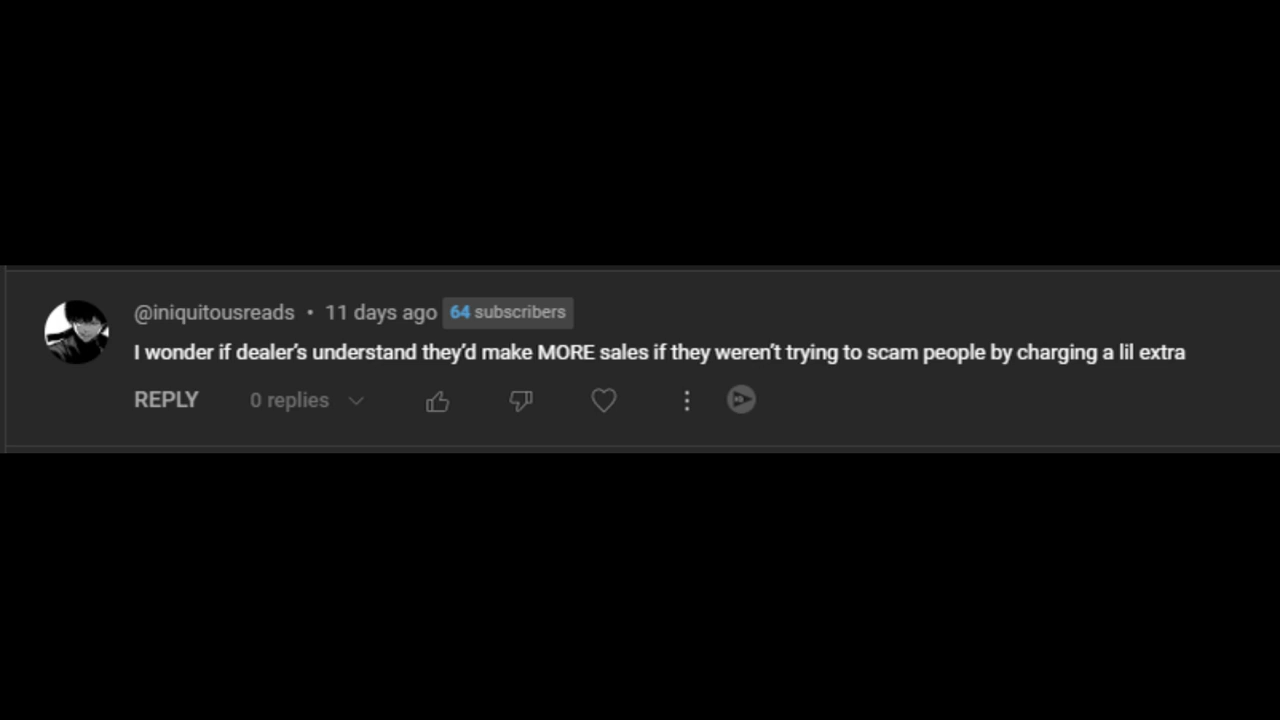 @iniquitousreads • 11 days ago 64 subscribers
I wonder if dealer’s understand they’d make MORE sales if they weren’t trying to scam people by charging a lil extra
REPLY 0 replies